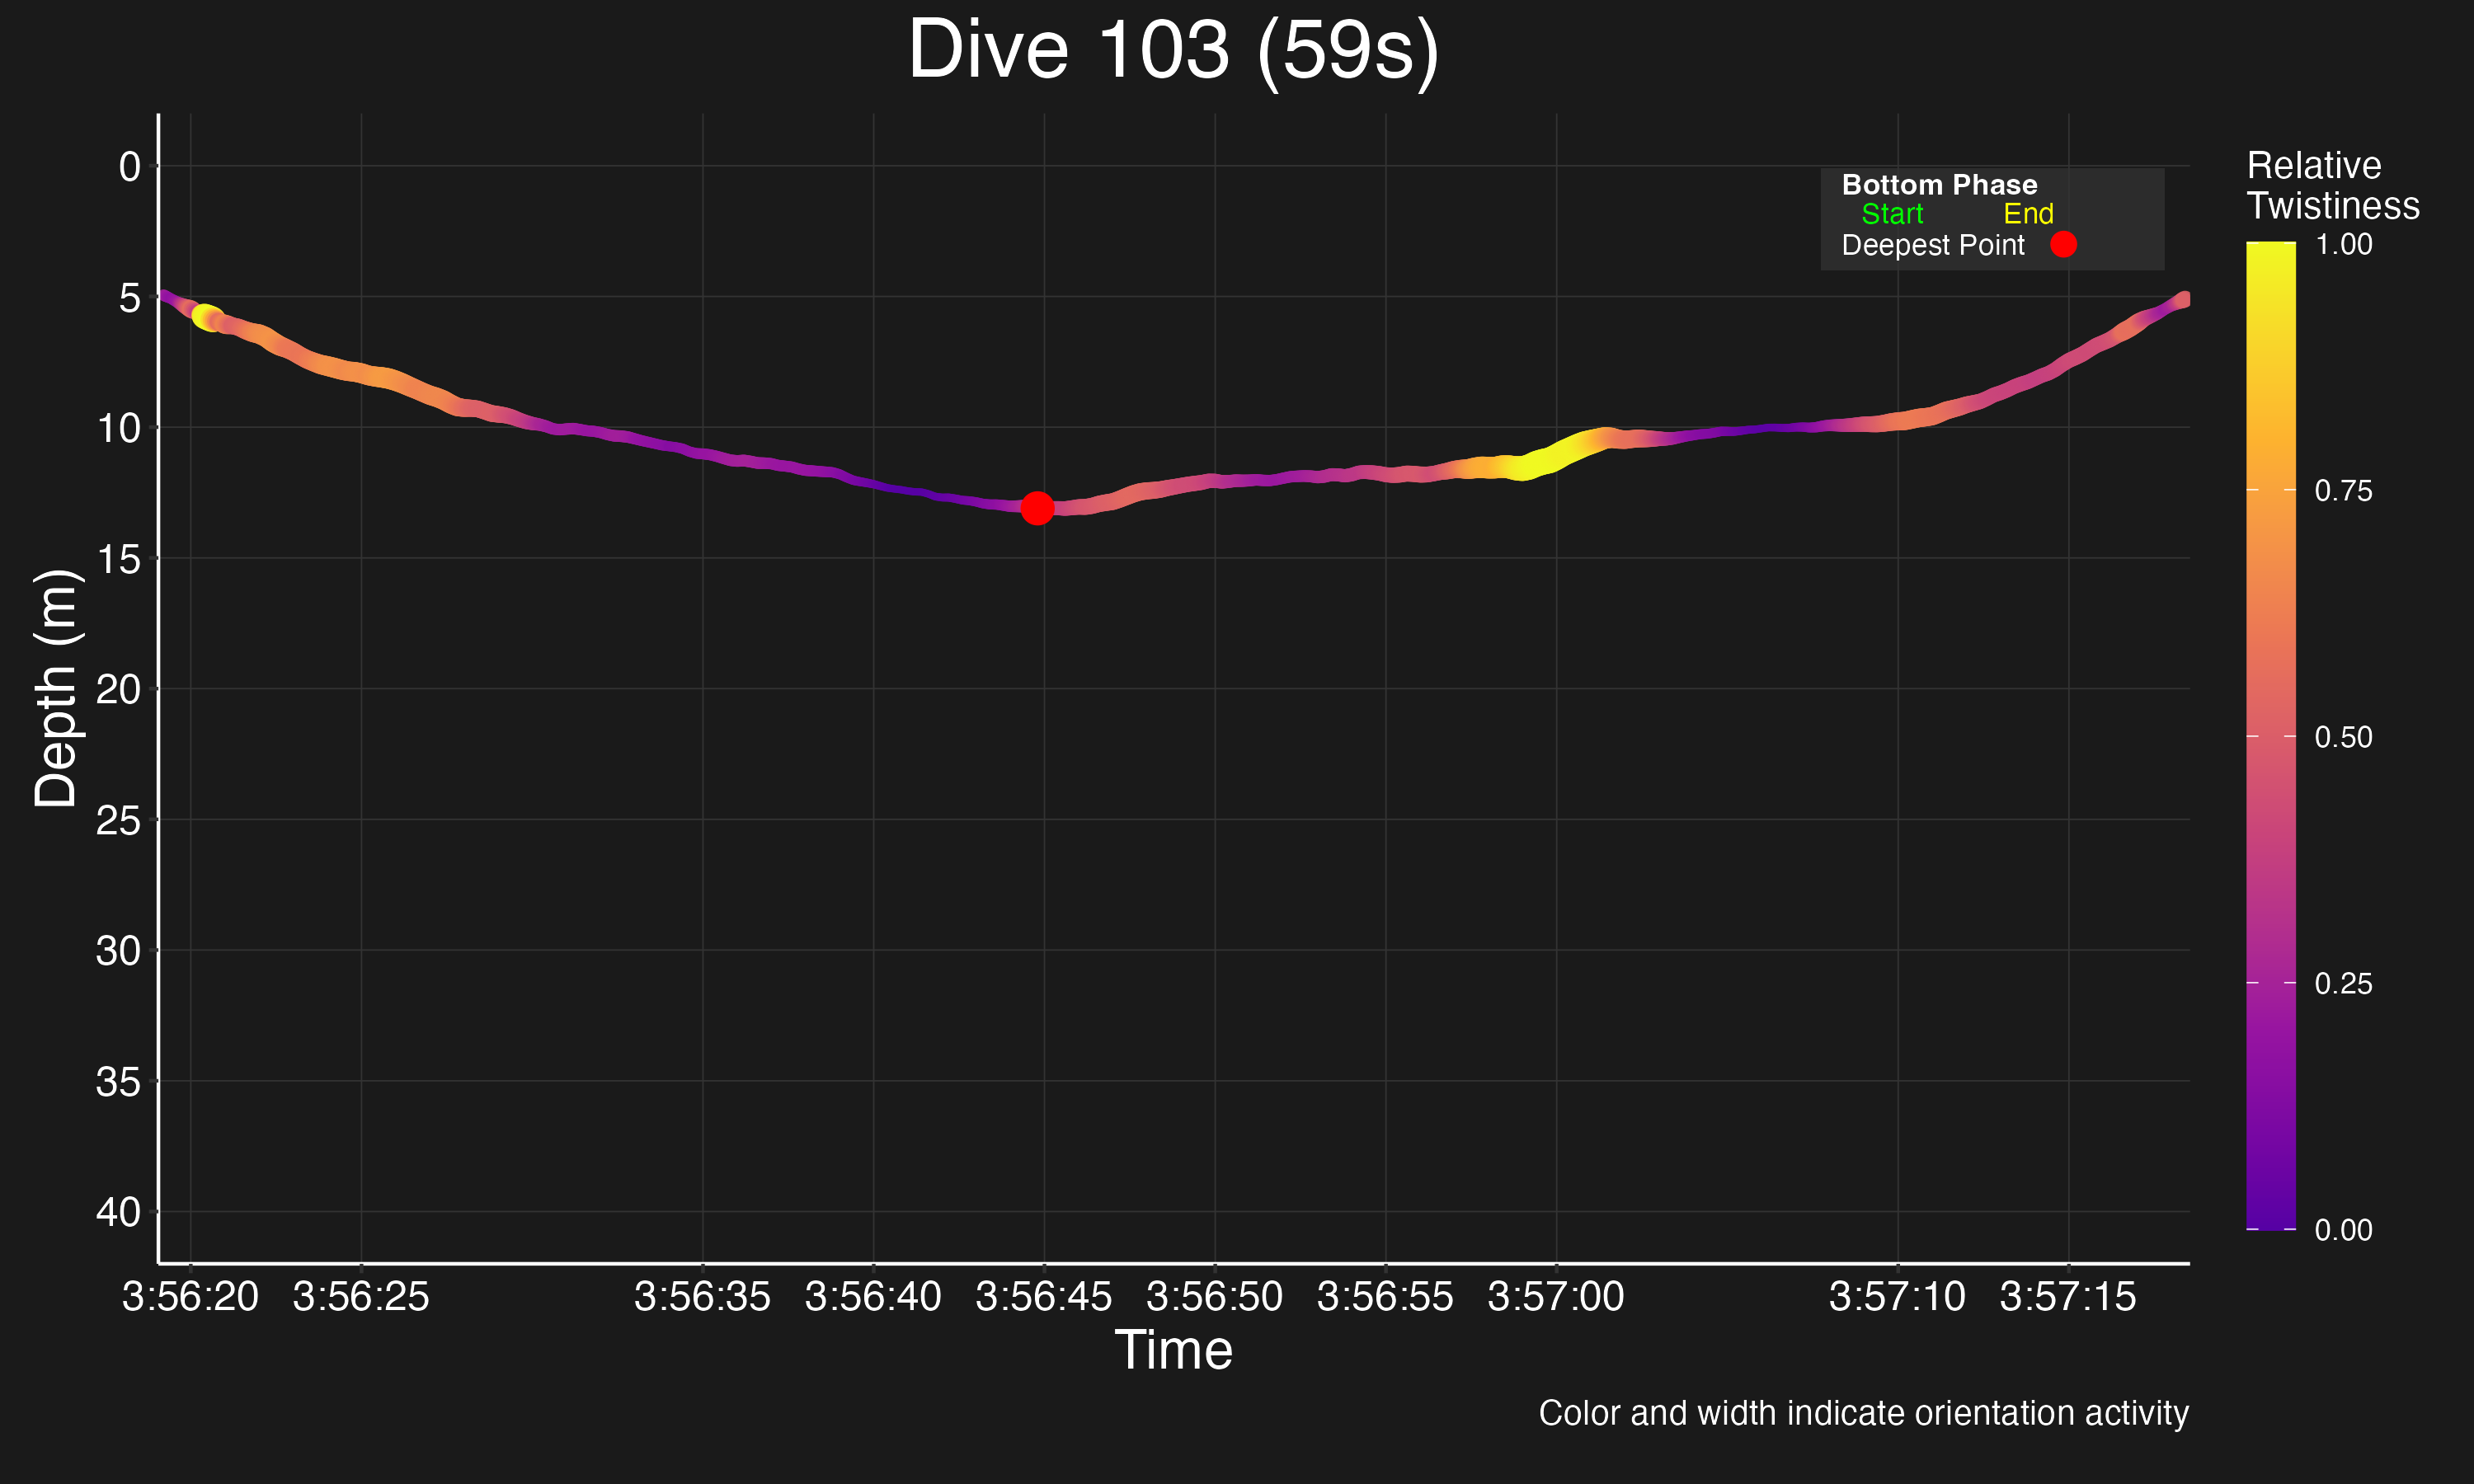 Dive 103 (59s)
Relative
Twistiness
1.00
0.75
0.50
0.25
0.00
Bottom Phase
Start End
Deepest Point
Depth (m)
0
5
10
15
20
25
30
35
40
3:56:20 3:56:25 3:56:35 3:56:40 3:56:45 3:56:50 3:56:55 3:57:00 3:57:10 3:57:15
Time
Color and width indicate orientation activity